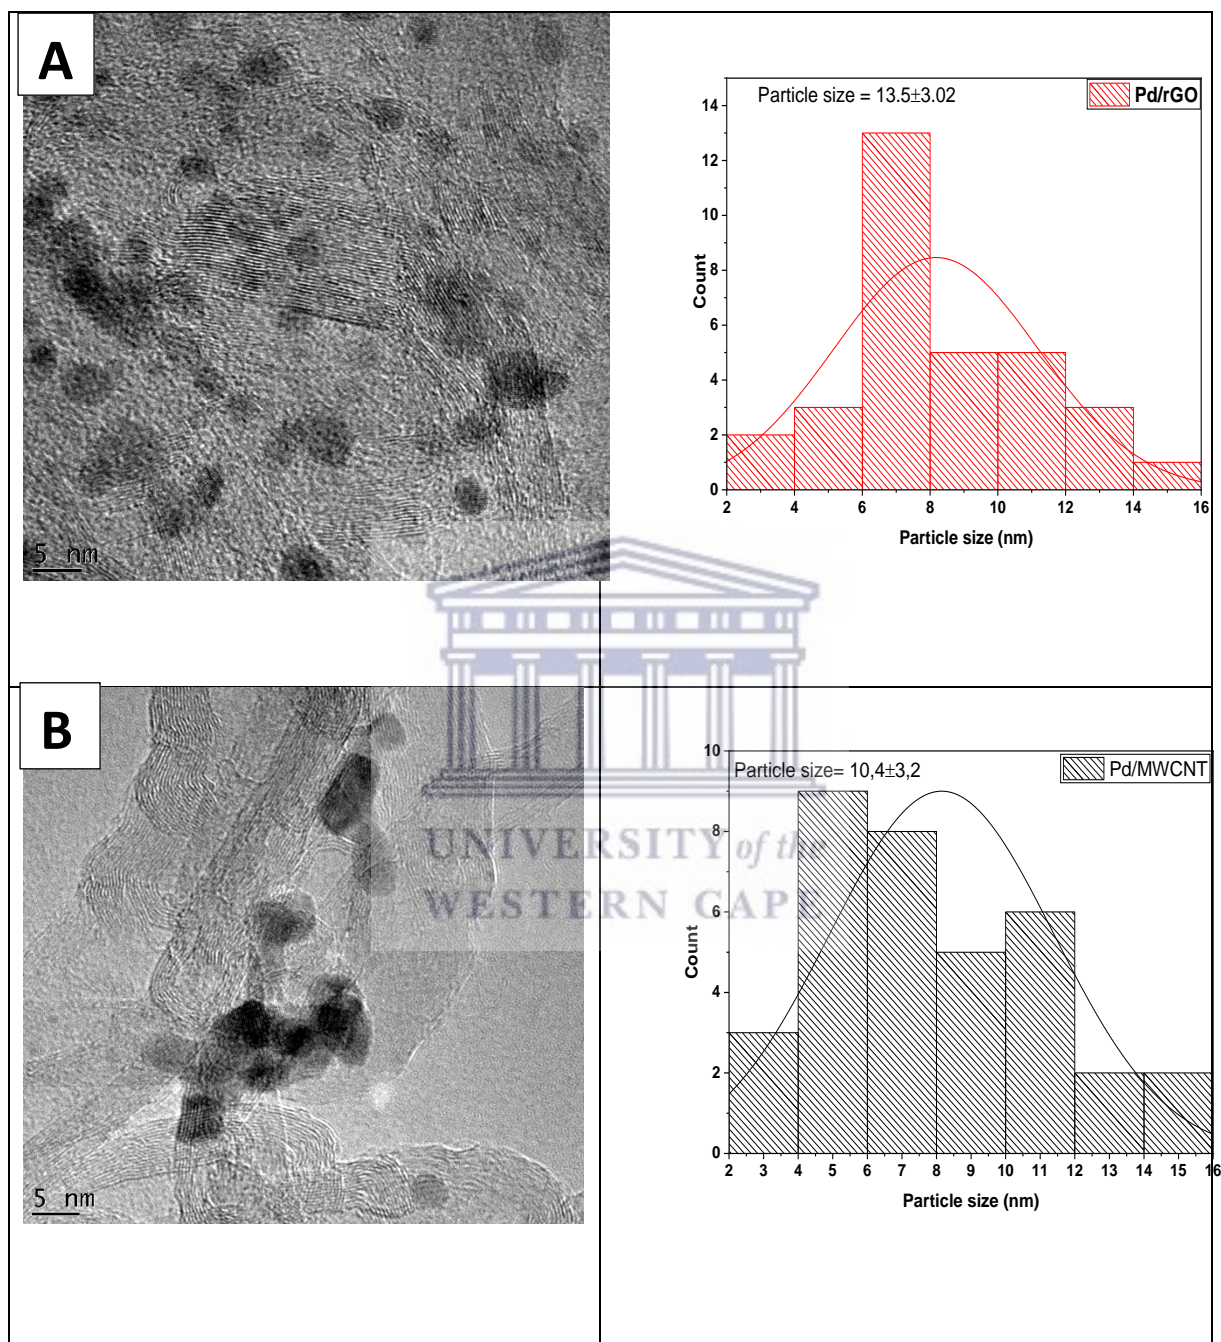 A
5 nm
Particle size = 13.5±3.02
Pd/rGO
14
12
10
8
6
4
2
0
Count
2 4 6 8 10 12 14 16
Particle size (nm)
UNIVERSITY of the
WESTERN CAPE
B
5 nm
Particle size= 10,4±3,2
Pd/MWCNT
10
8
6
4
2
0
Count
2 3 4 5 6 7 8 9 10 11 12 13 14 15 16
Particle size (nm)